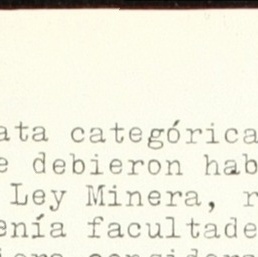 ata categórica
e debieron hab
Ley Minera, r
enía facultade